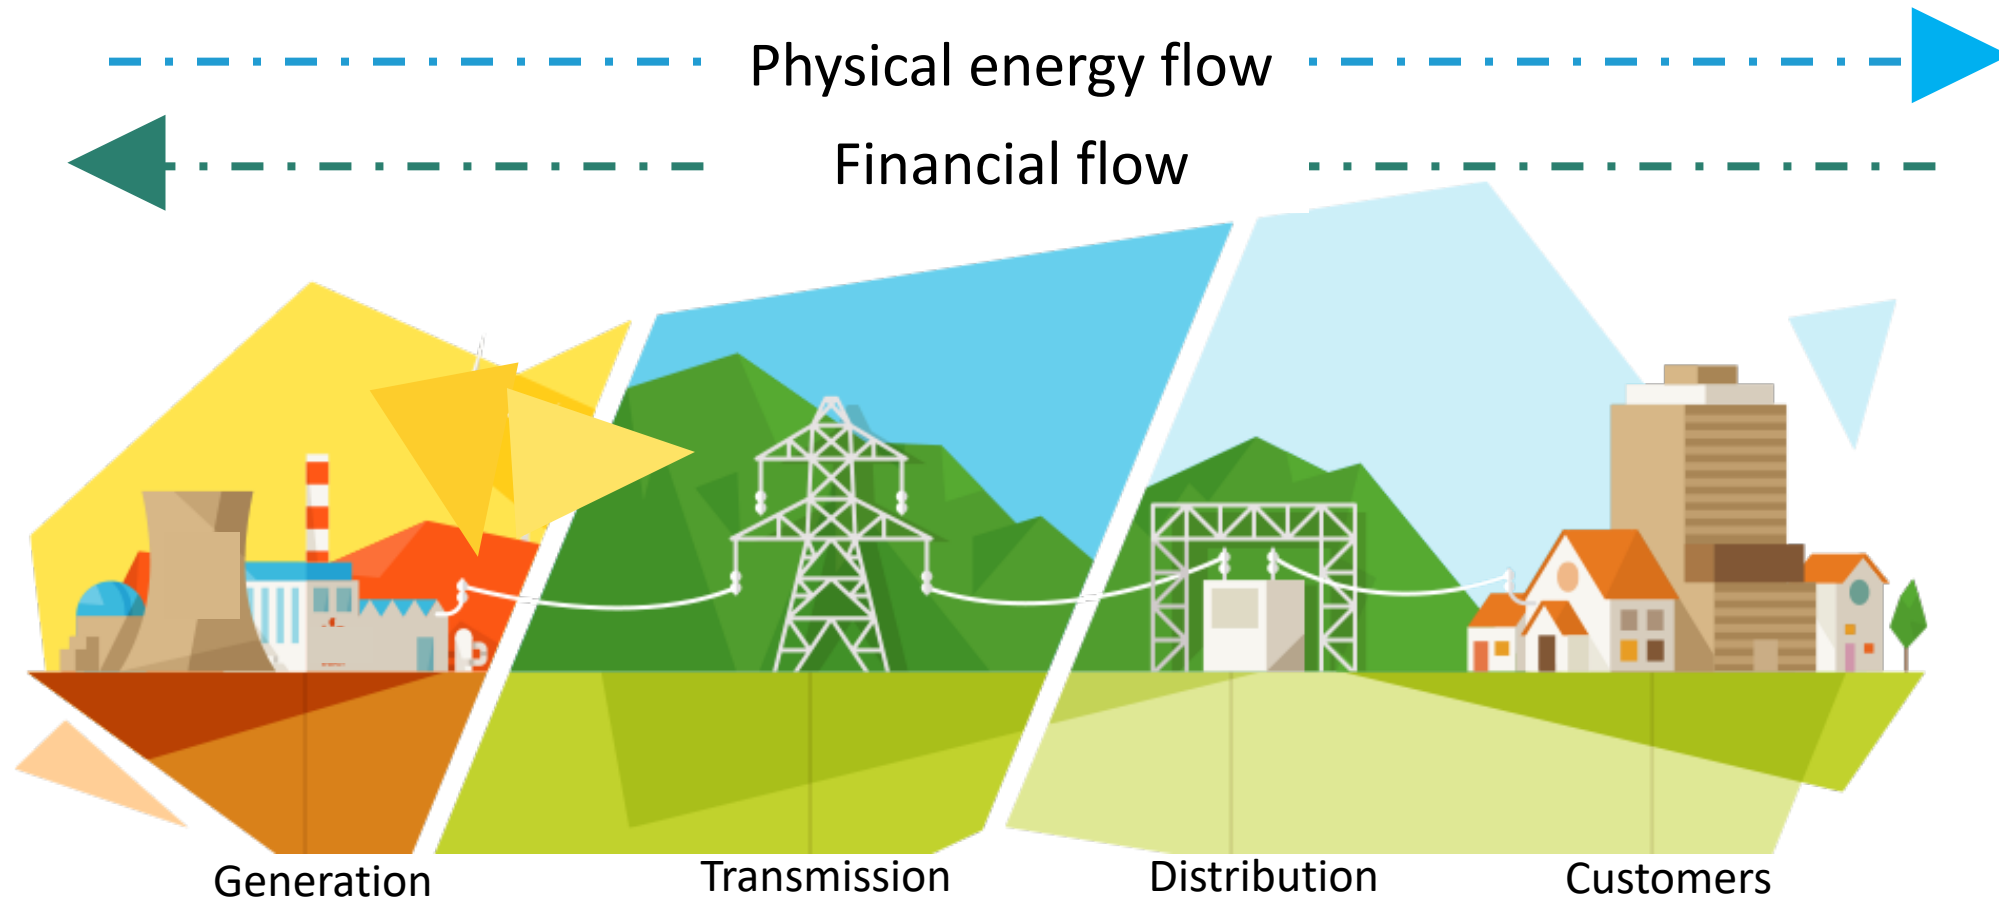 Physical energy flow
Financial flow
Generation
Transmission
Distribution
Customers